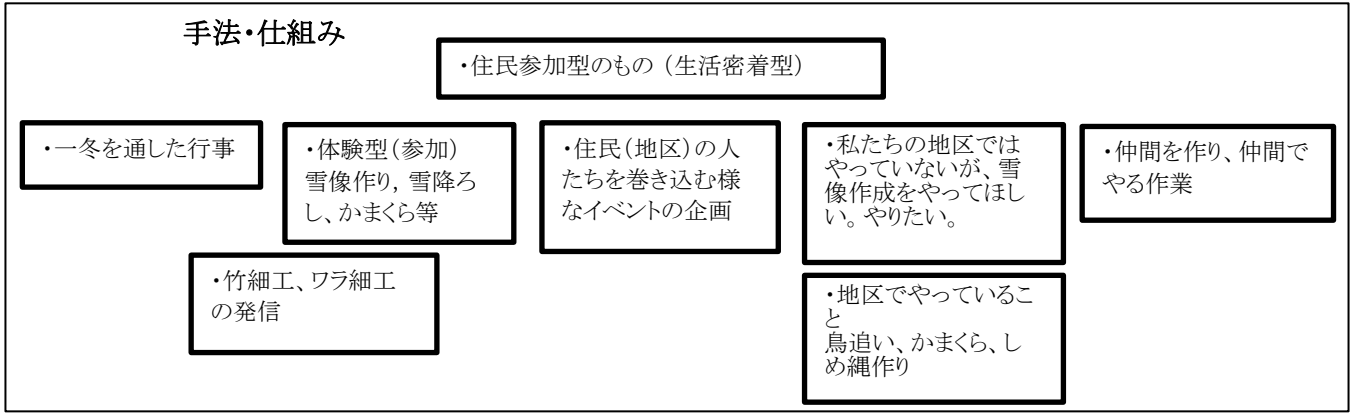 手法・仕組み
・住民参加型のもの（生活密着型）
・一冬を通した行事
・体験型（参加）
雪像作り，雪降ろ
し、かまくら等
・住民（地区）の人
たちを巻き込む様
なイベントの企画
・私たちの地区では
やっていないが、雪
像作成をやってほし
い。やりたい。
・仲間を作り、仲間で
やる作業
・竹細工、ワラ細工
の発信
・地区でやっているこ
と
鳥追い、かまくら、し
め縄作り